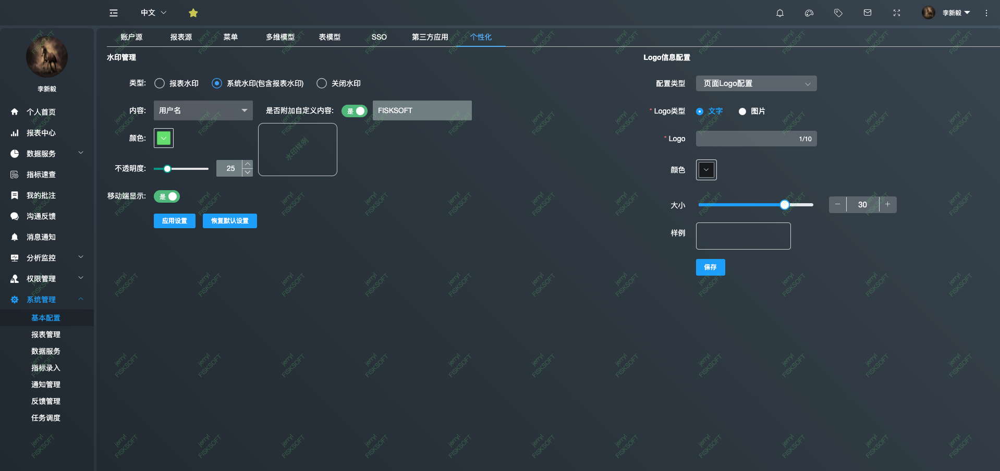 中文
李新毅
李新毅
个人首页
报表中心
数据服务
指标速查
我的批注
沟通反馈
消息通知
分析监控
权限管理
系统管理
基本配置
报表管理
数据服务
指标录入
通知管理
反馈管理
任务调度
账户源 报表源 菜单 多维模型 表模型 SSO 第三方应用 个性化
水印管理
类型: 报表水印 系统水印(包含报表水印) 关闭水印
内容: 用户名 是否附加自定义内容: 是 FISKSOFT
颜色:
水印样例
不透明度: 25
移动端显示: 是
应用设置 恢复默认设置
Logo信息配置
配置类型 页面Logo配置
* Logo类型 文字 图片
* Logo 1/10
颜色
大小 30
样例
保存
jerryl
FISKSOFT